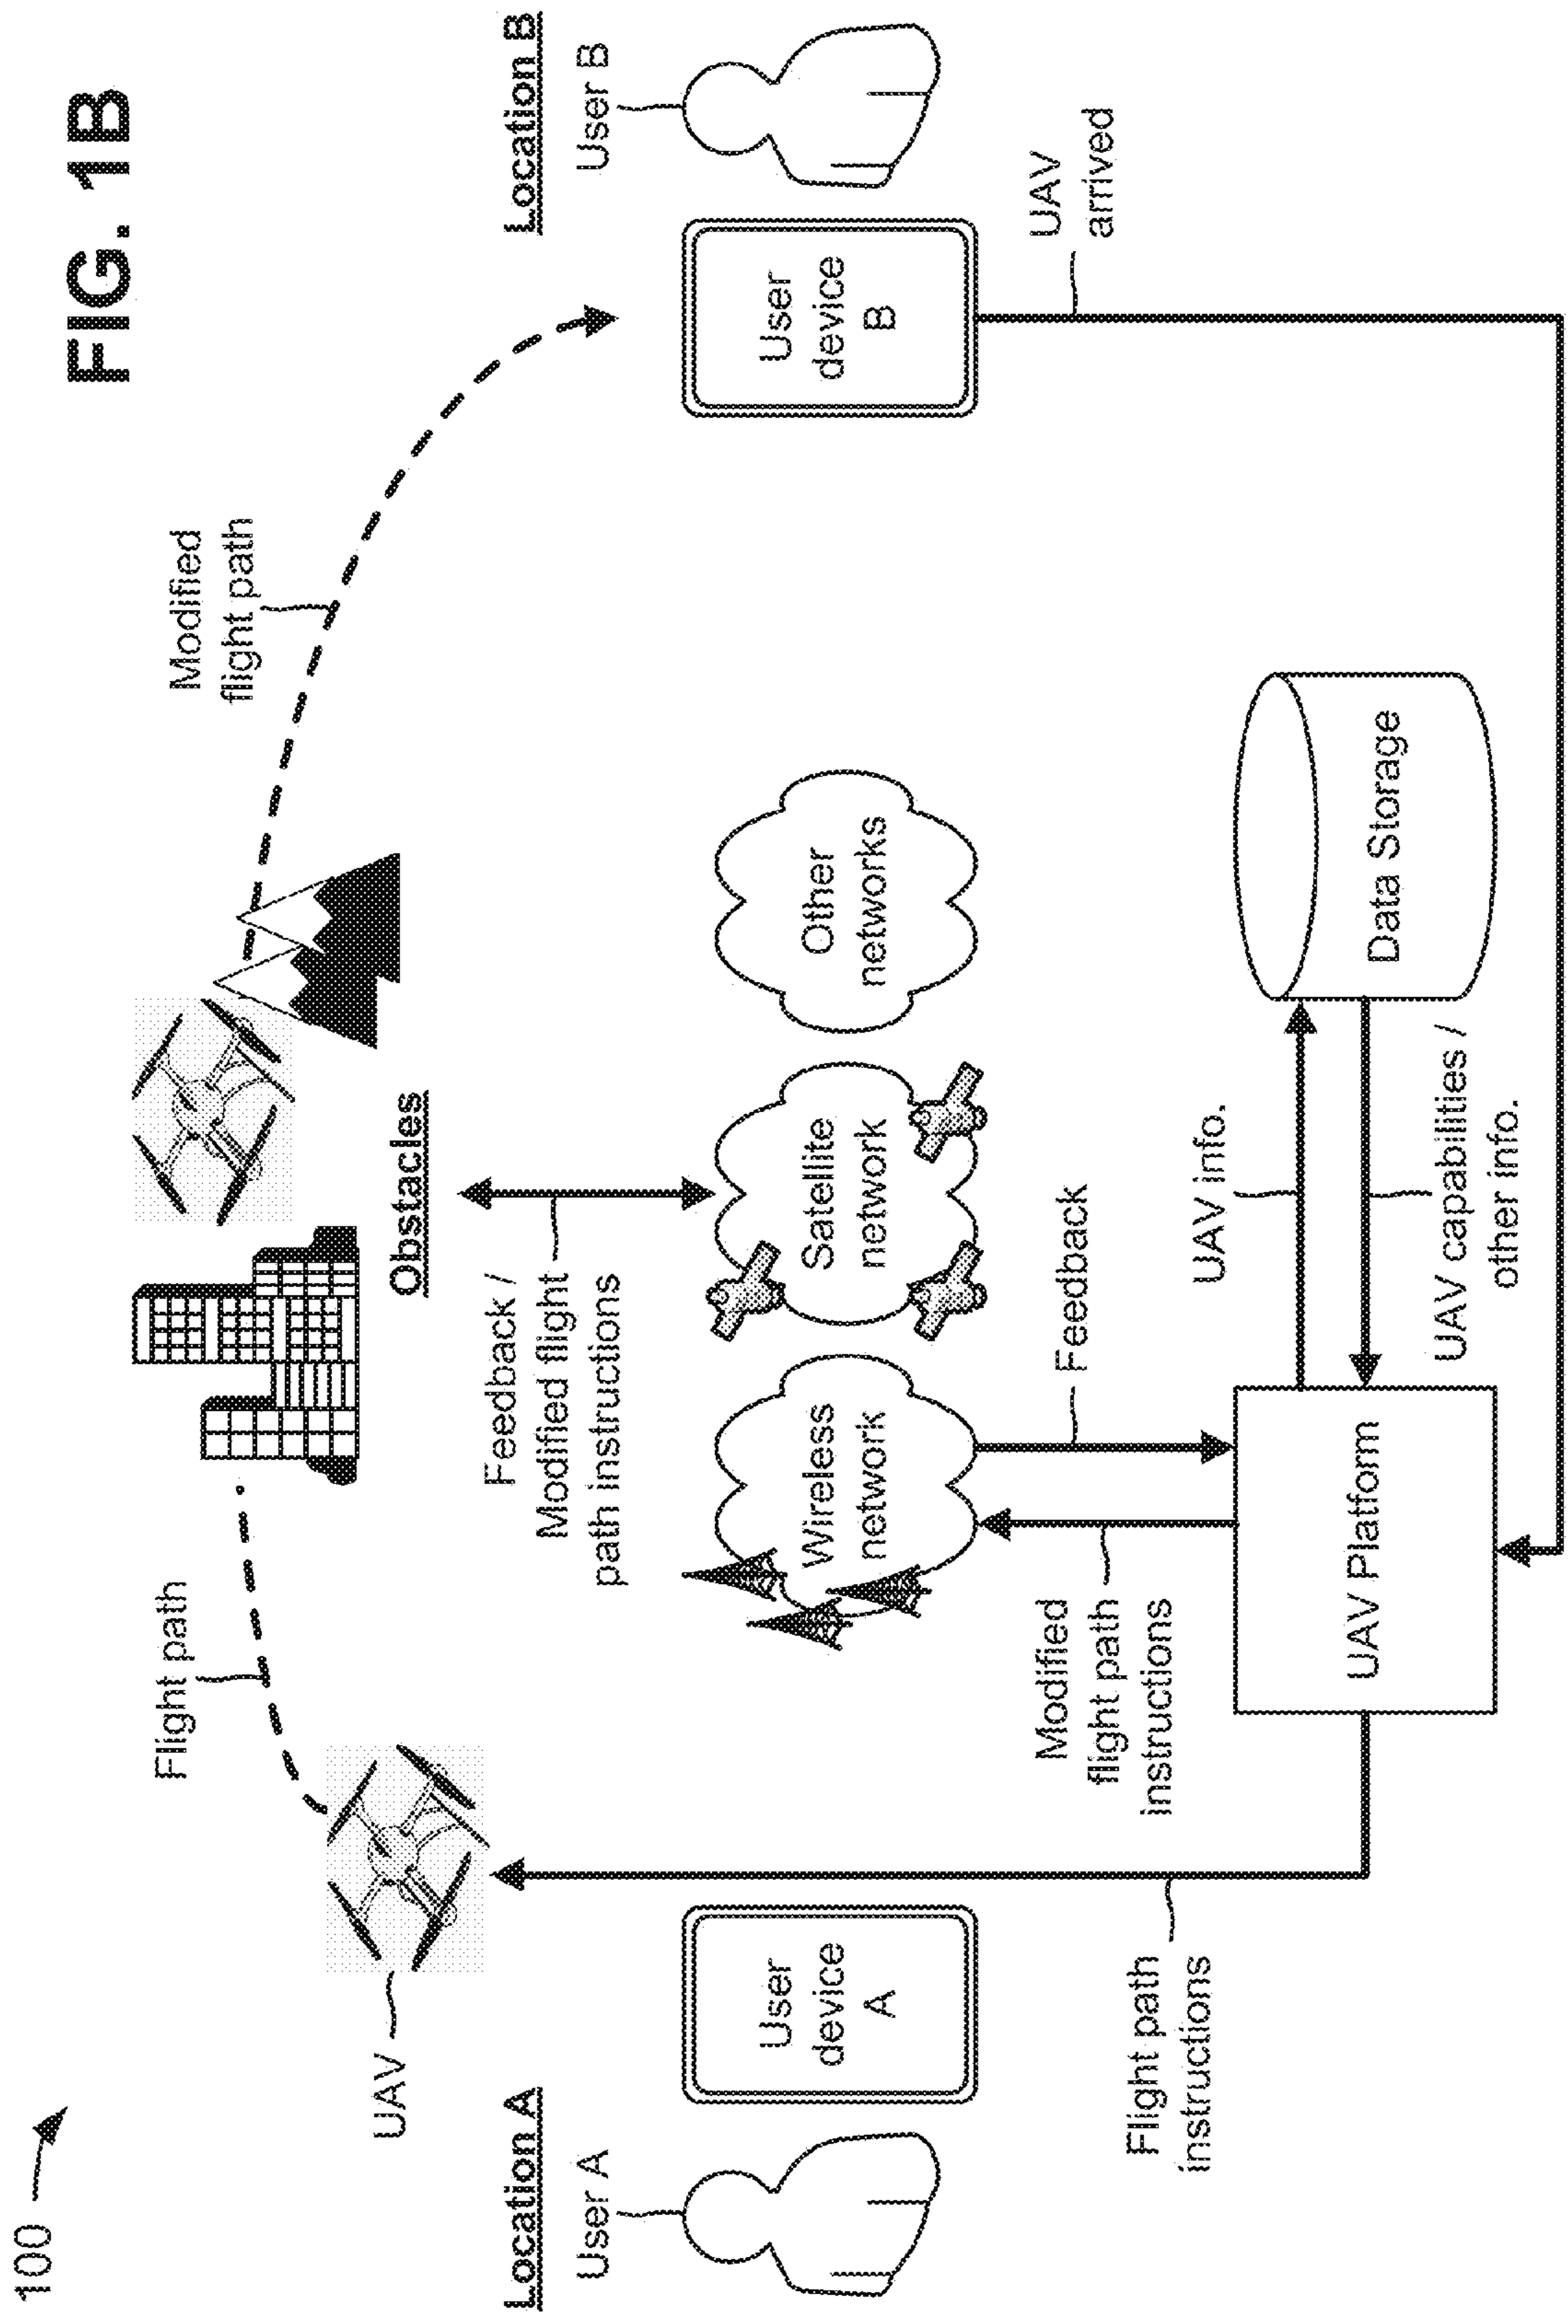 100
FIG. 1B
Flight path
Modified
flight path
UAV
Obstacles
Location A
User A
Location B
User B
Feedback /
Modified flight
path instructions
User
device
A
Wireless
network
Satellite
network
Other
networks
User
device
B
Modified
flight path
instructions
Feedback
UAV
arrived
Flight path
instructions
UAV info.
UAV Platform
Data Storage
UAV capabilities /
other info.